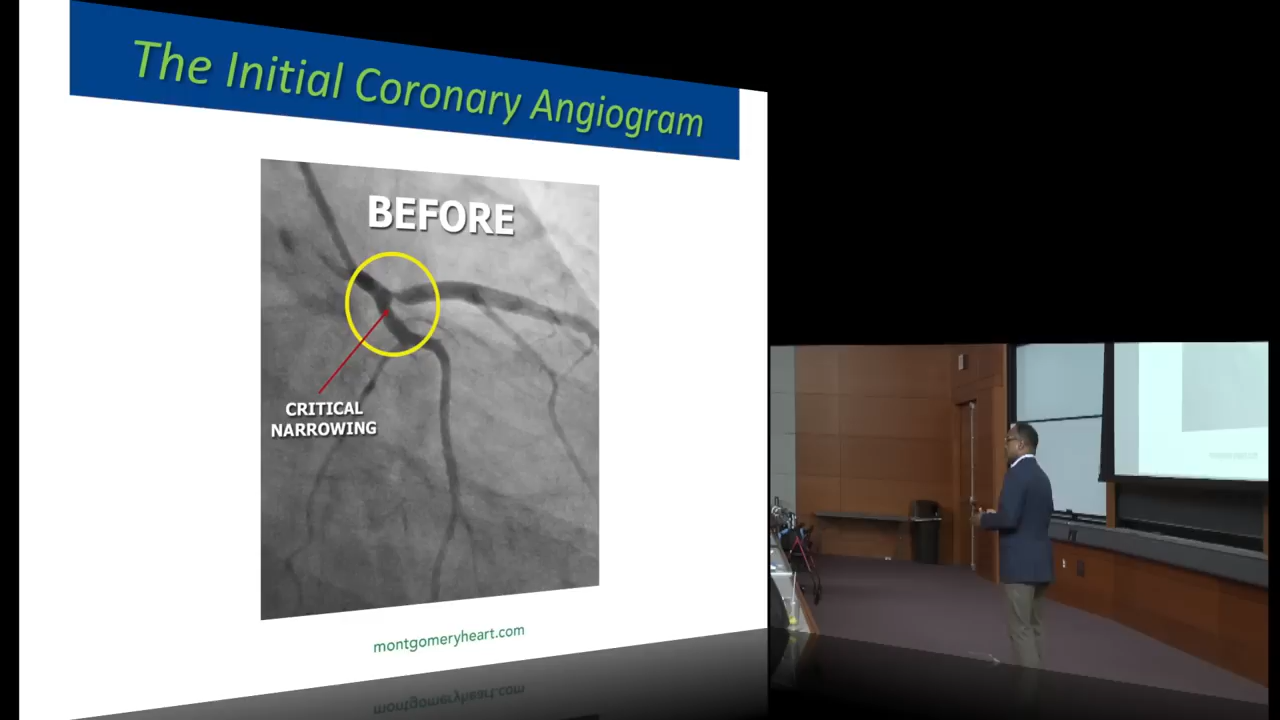 The Initial Coronary Angiogram
BEFORE
CRITICAL
NARROWING
montgomeryheart.com